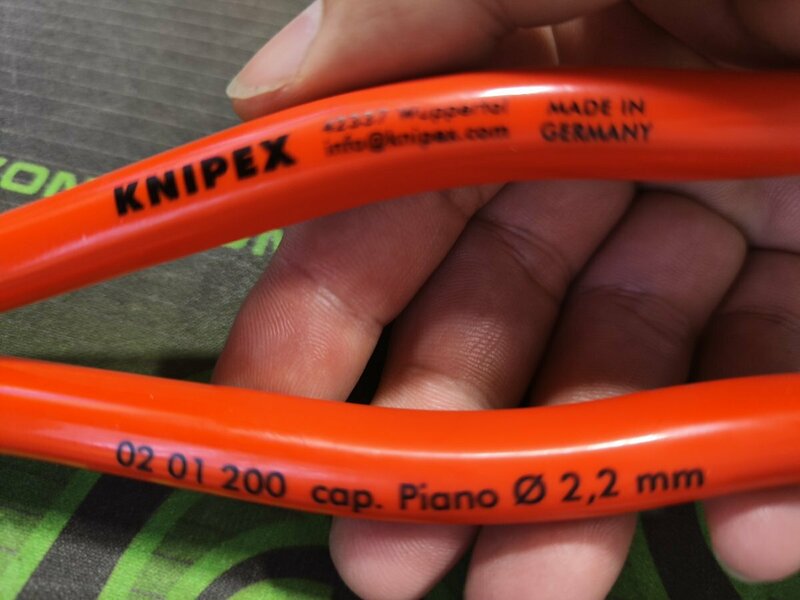 KNIPEX
42337 Wuppertal
info@knipex.com
MADE IN
GERMANY
02 01 200 cap. Piano Ø 2,2 mm